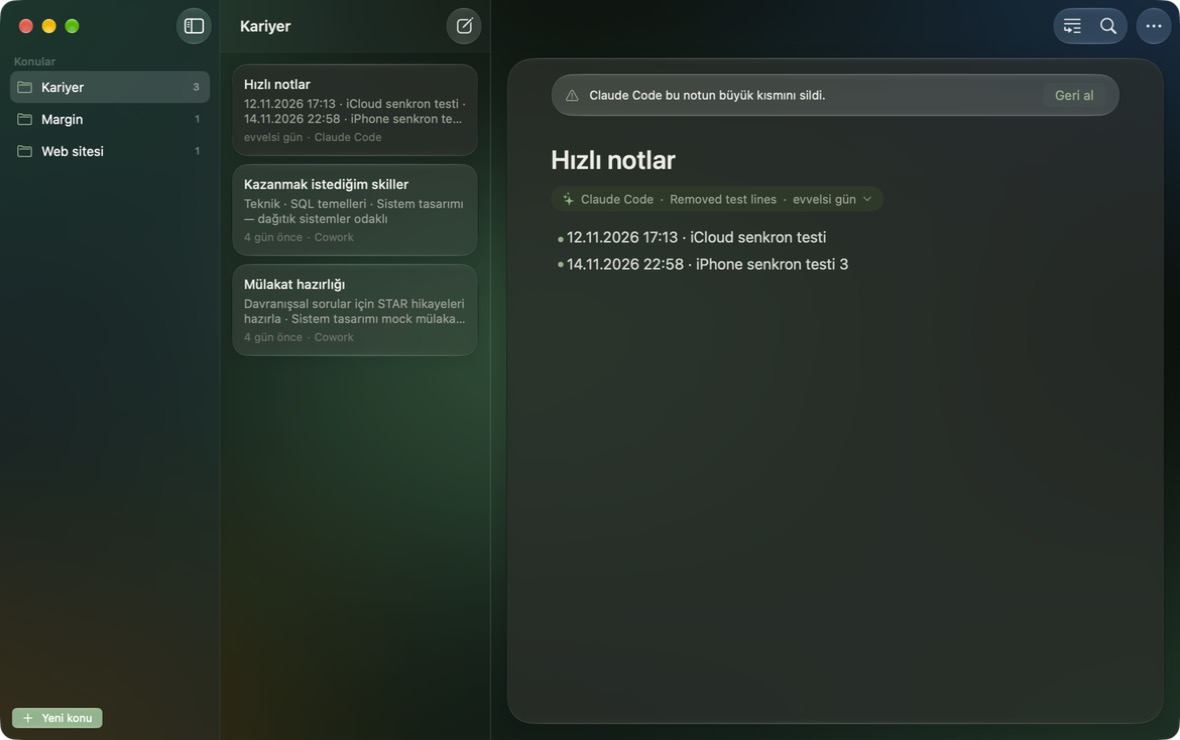 Konular
Kariyer 3
Margin 1
Web sitesi 1
+ Yeni konu
Kariyer
Hızlı notlar
12.11.2026 17:13 · iCloud senkron testi ·
14.11.2026 22:58 · iPhone senkron te...
evvelsi gün · Claude Code
Kazanmak istediğim skiller
Teknik · SQL temelleri · Sistem tasarımı
— dağıtık sistemler odaklı
4 gün önce · Cowork
Mülakat hazırlığı
Davranışsal sorular için STAR hikayeleri
hazırla · Sistem tasarımı mock mülaka...
4 gün önce · Cowork
Claude Code bu notun büyük kısmını sildi. Geri al
Hızlı notlar
Claude Code · Removed test lines · evvelsi gün
• 12.11.2026 17:13 · iCloud senkron testi
• 14.11.2026 22:58 · iPhone senkron testi 3